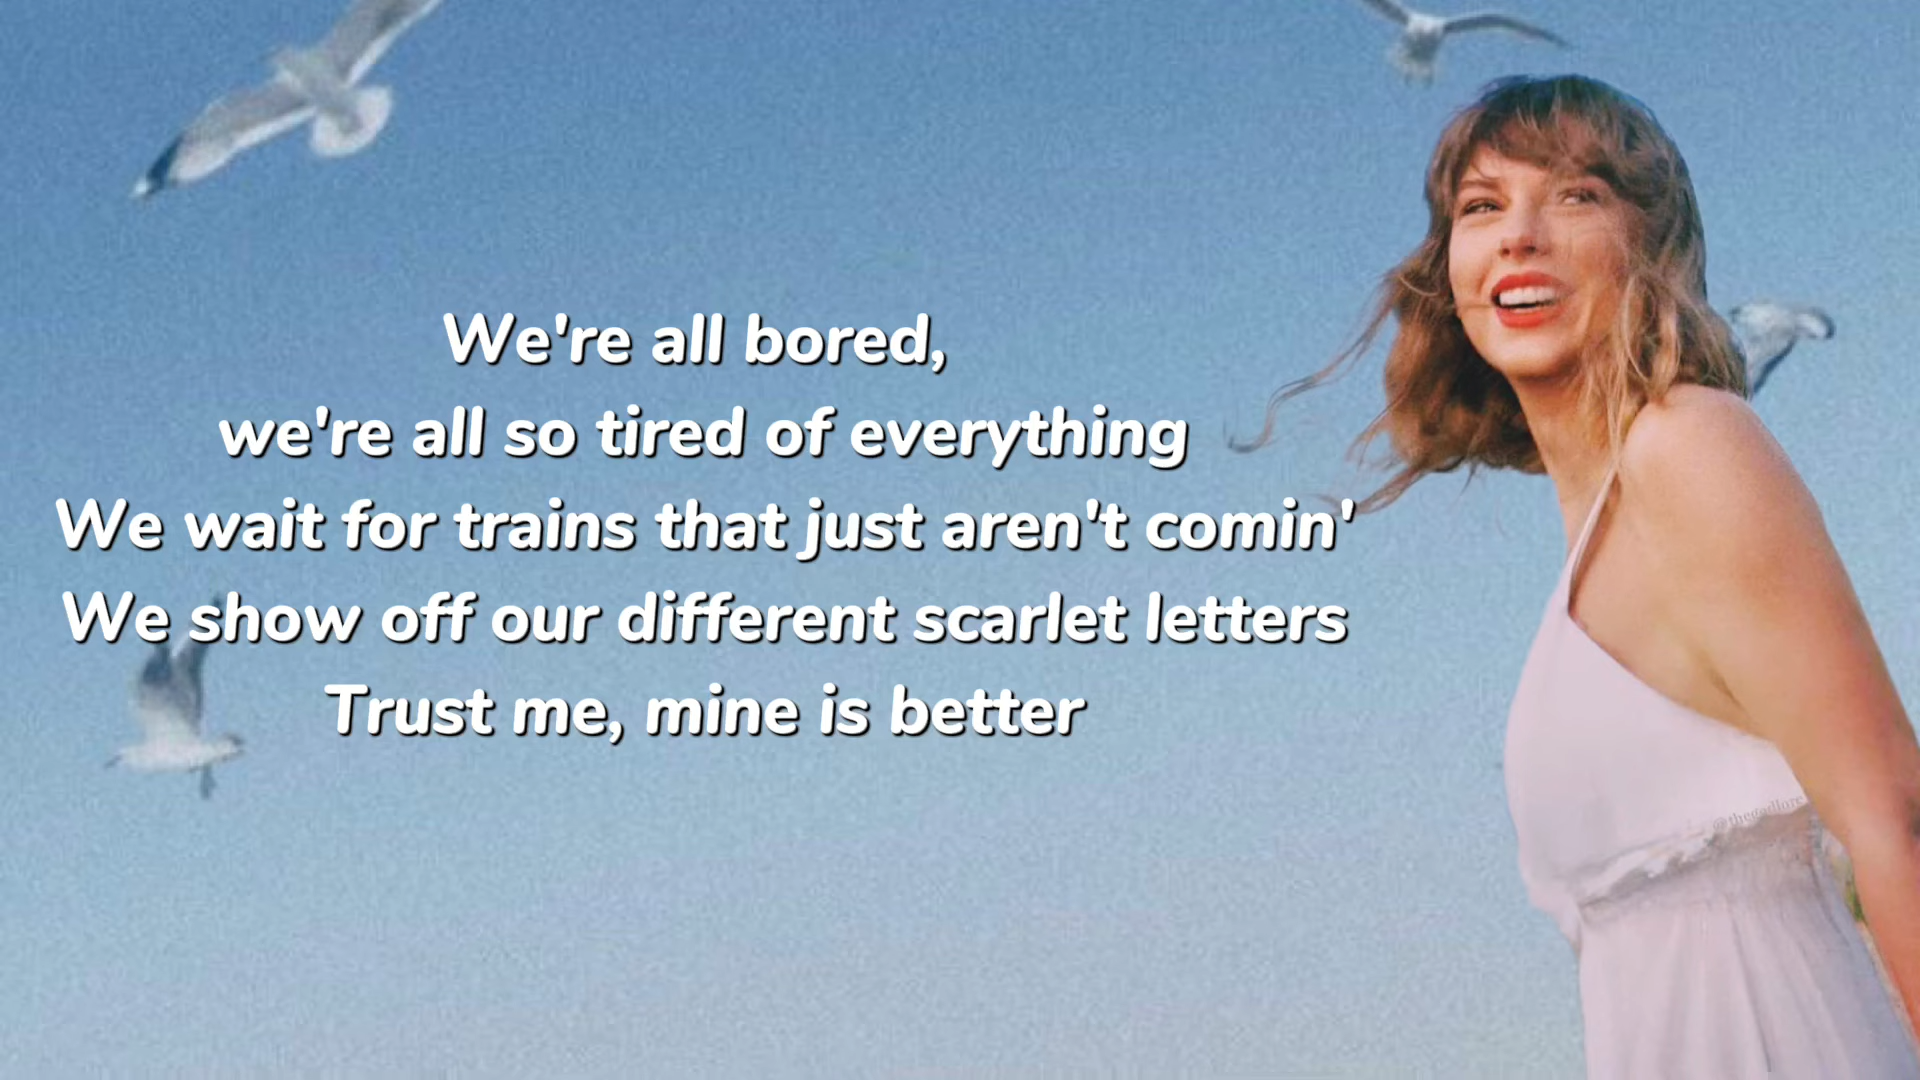 We're all bored,
we're all so tired of everything
We wait for trains that just aren't comin'
We show off our different scarlet letters
Trust me, mine is better